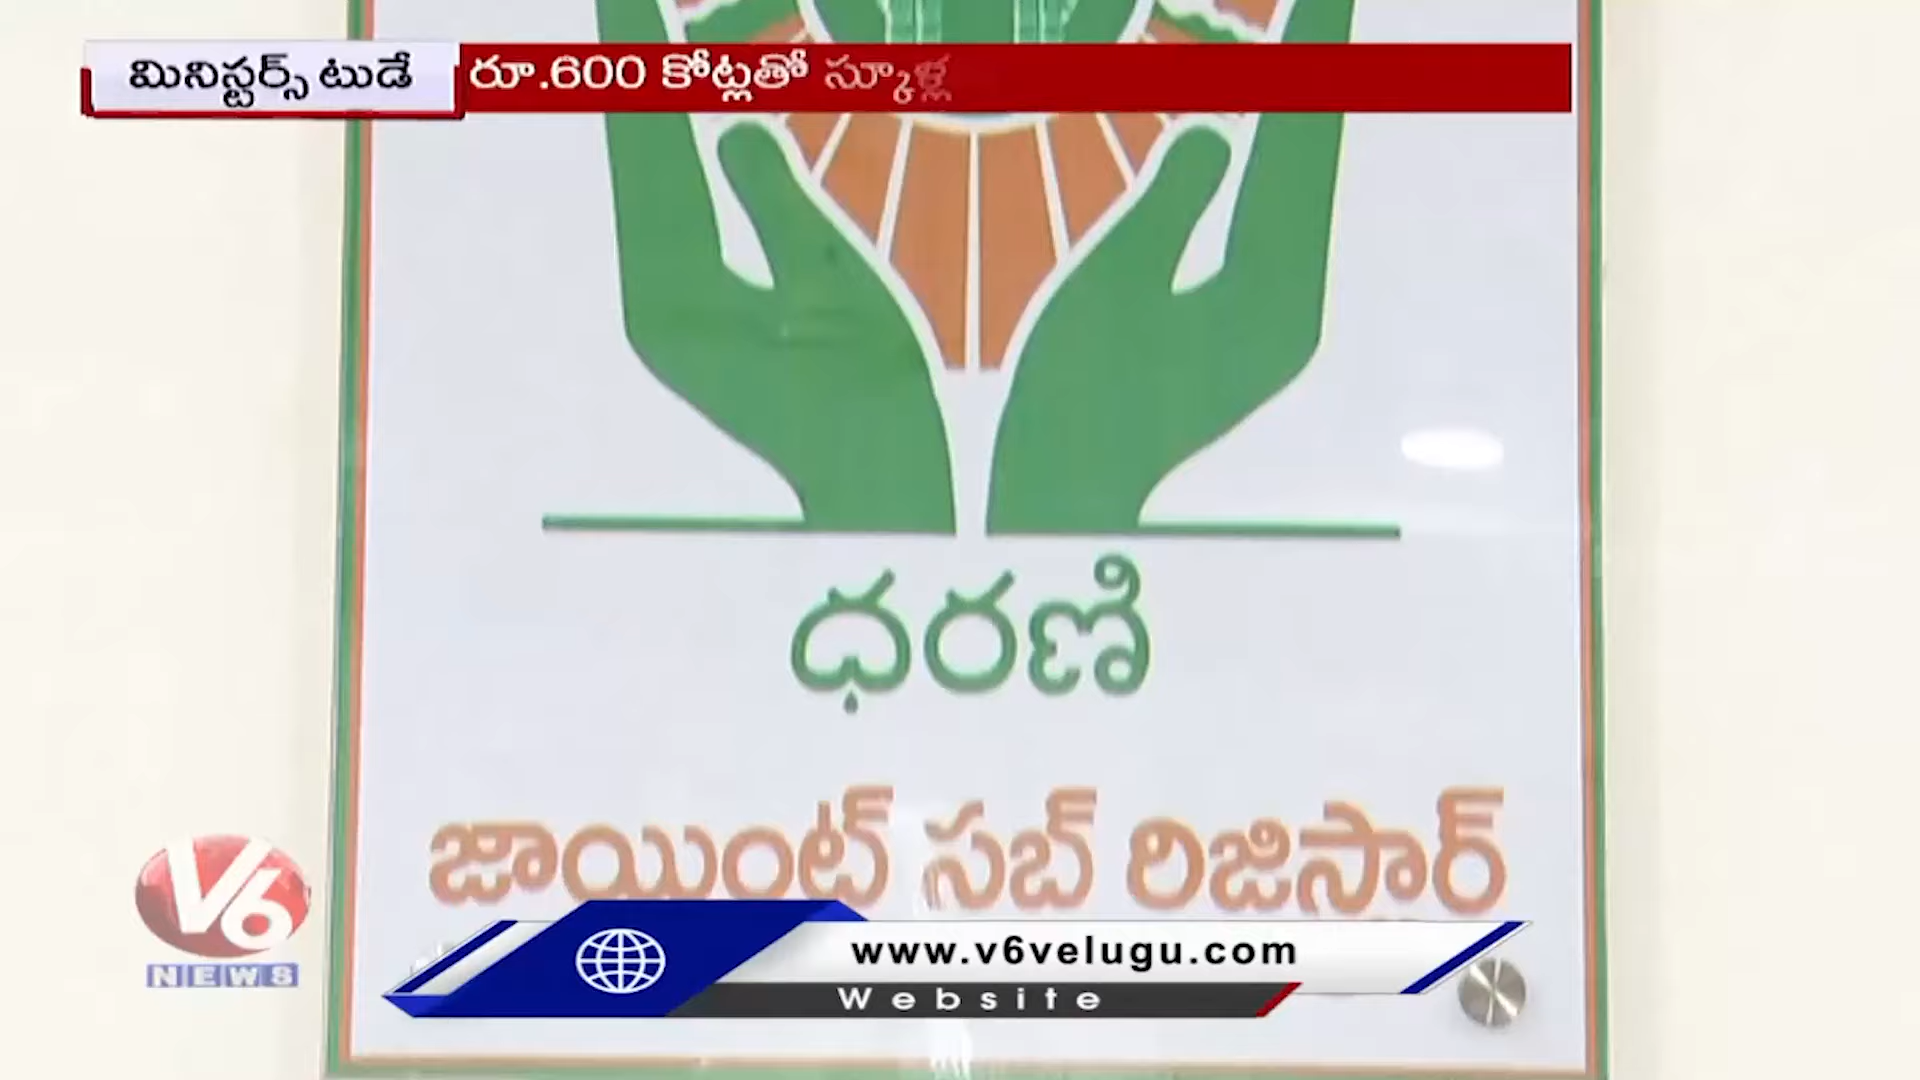 మినిస్టర్స్ టుడే
రూ.600 కోట్లతో స్కూళ్ల
ధరణి
జాయింట్ సబ్ రిజిస్ట్రార్
V6
NEWS
www.v6velugu.com
Website